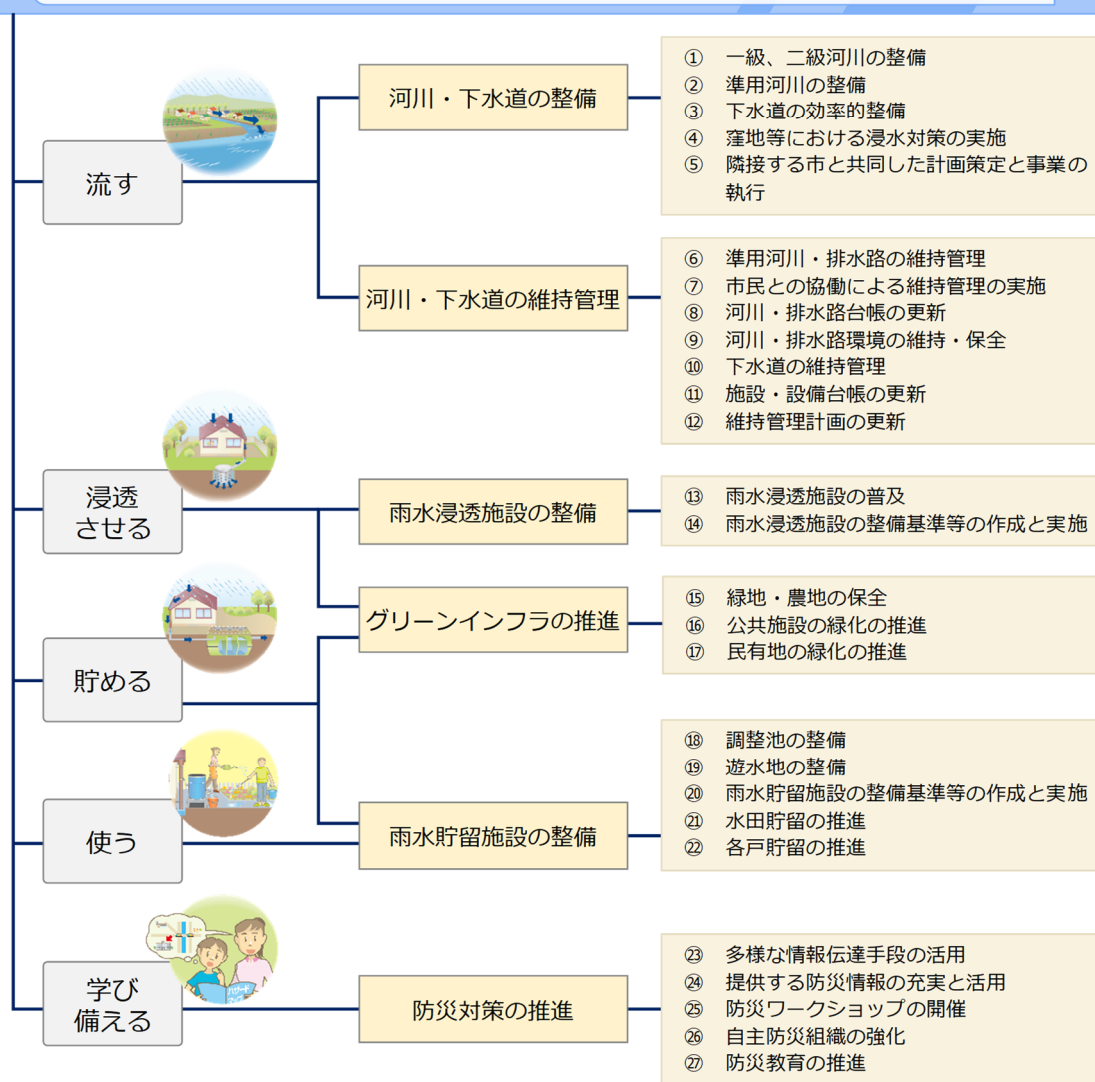 流す
河川・下水道の整備
① 一級、二級河川の整備
② 準用河川の整備
③ 下水道の効率的整備
④ 窪地等における浸水対策の実施
⑤ 隣接する市と共同した計画策定と事業の
執行
河川・下水道の維持管理
⑥ 準用河川・排水路の維持管理
⑦ 市民との協働による維持管理の実施
⑧ 河川・排水路台帳の更新
⑨ 河川・排水路環境の維持・保全
⑩ 下水道の維持管理
⑪ 施設・設備台帳の更新
⑫ 維持管理計画の更新
浸透
させる
雨水浸透施設の整備
⑬ 雨水浸透施設の普及
⑭ 雨水浸透施設の整備基準等の作成と実施
グリーンインフラの推進
⑮ 緑地・農地の保全
⑯ 公共施設の緑化の推進
⑰ 民有地の緑化の推進
貯める
使う
雨水貯留施設の整備
⑱ 調整池の整備
⑲ 遊水地の整備
⑳ 雨水貯留施設の整備基準等の作成と実施
㉑ 水田貯留の推進
㉒ 各戸貯留の推進
学び
備える
ハザード
マップ
防災対策の推進
㉓ 多様な情報伝達手段の活用
㉔ 提供する防災情報の充実と活用
㉕ 防災ワークショップの開催
㉖ 自主防災組織の強化
㉗ 防災教育の推進